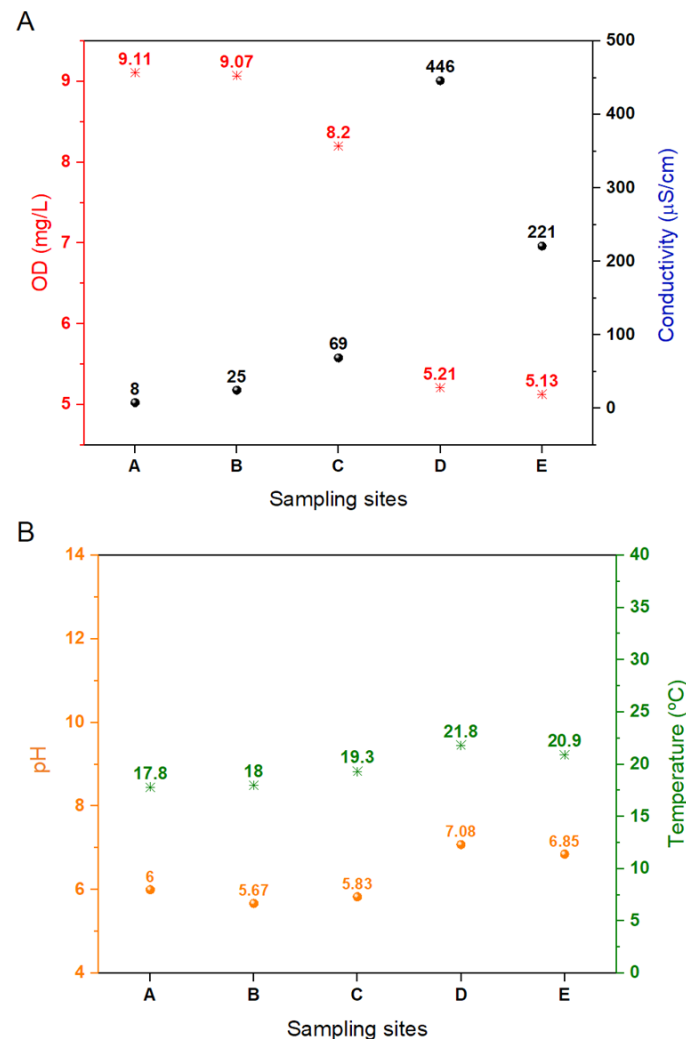 A
9.11 9.07 446
8.2
221
69
8 25 5.21 5.13
9
8
7
6
5
OD (mg/L)
500
400
300
200
100
0
Conductivity (µS/cm)
A B C D E
Sampling sites
B
14
12
10
8
6
4
pH
17.8 18 19.3 21.8 20.9
6 5.67 5.83 7.08 6.85
40
35
30
25
20
15
10
5
0
Temperature (ºC)
A B C D E
Sampling sites